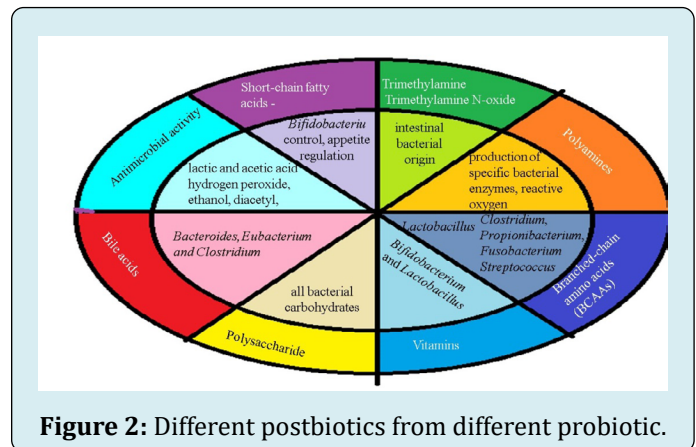 Short-chain fatty
acids -
Trimethylamine
Trimethylamine N-oxide
Antimicrobial activity
Polyamines
Bifidobacteriu
control, appetite
regulation
intestinal
bacterial
origin
lactic and acetic acid
hydrogen peroxide,
ethanol, diacetyl,
production of
specific bacterial
enzymes, reactive
oxygen
Bacteroides, Eubacterium
and Clostridium
Lactobacillus
Clostridium,
Propionibacterium,
Fusobacterium
Streptococcus
Bifidobacterium
and Lactobacillus
all bacterial
carbohydrates
Bile acids
Branched-chain
amino acids
(BCAAs)
Polysaccharide
Vitamins
Figure 2: Different postbiotics from different probiotic.